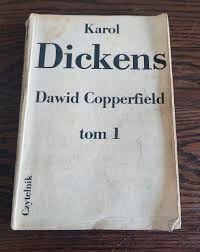 Karol
Dickens
Dawid Copperfield
tom 1
Czytelnik